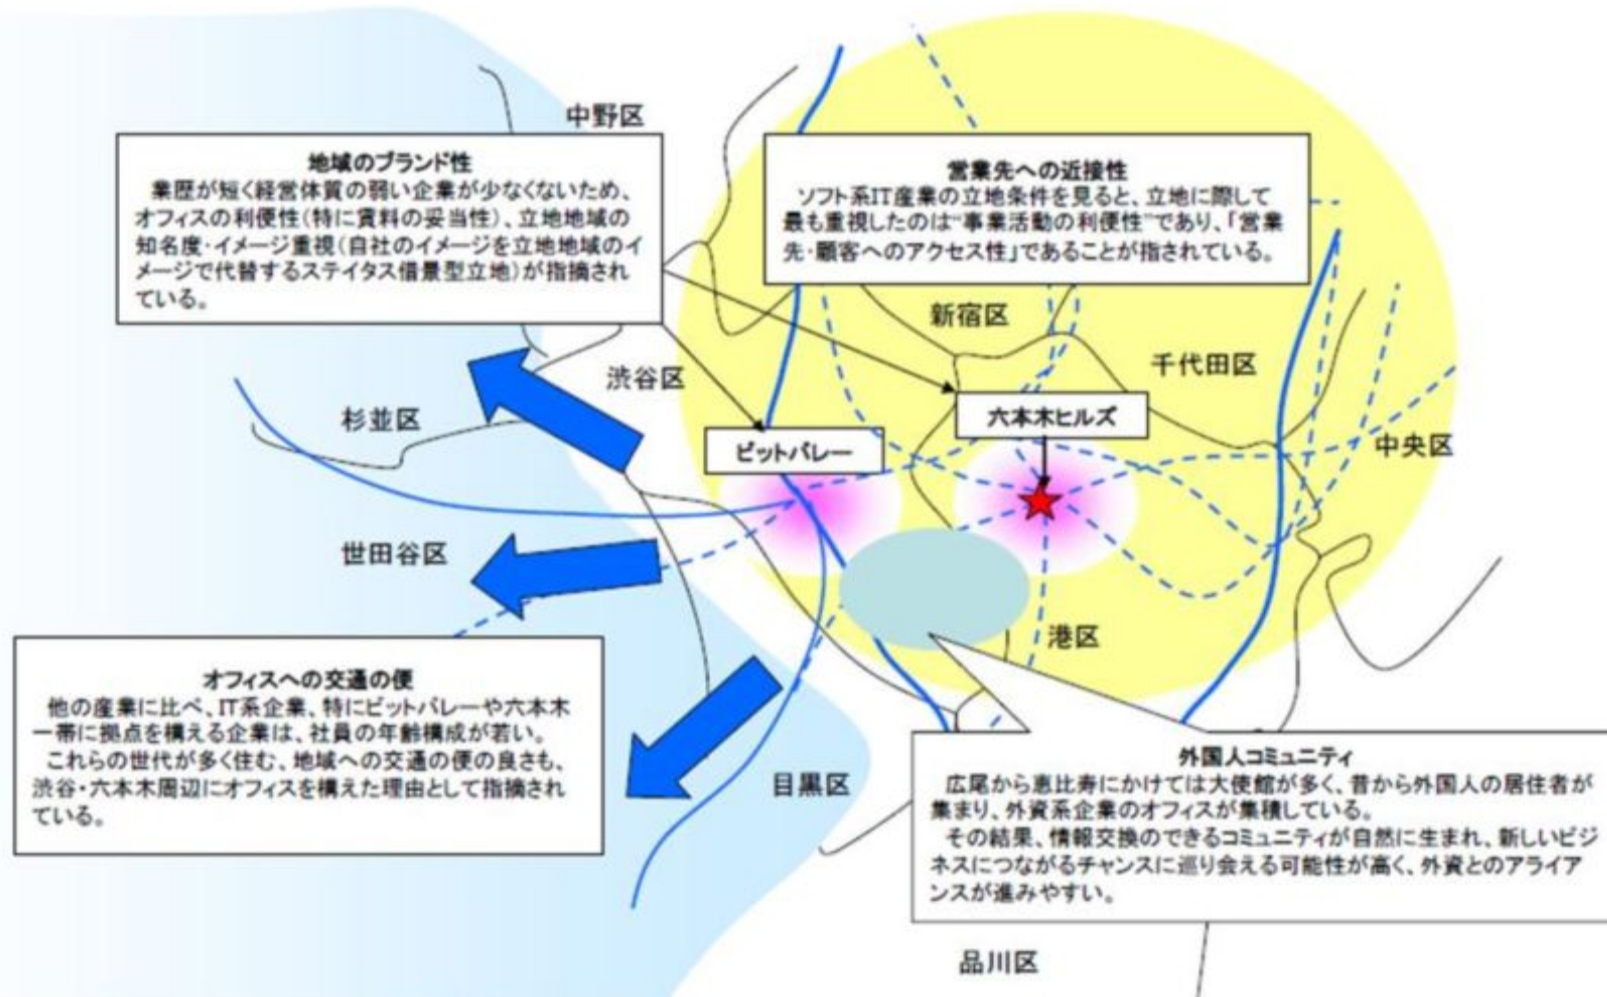 中野区
地域のブランド性
業歴が短く経営体質の弱い企業が少なくないため、
オフィスの利便性(特に賃料の妥当性)、立地地域の
知名度・イメージ重視(自社のイメージを立地地域のイ
メージで代替するステイタス借景型立地)が指摘され
ている。
営業先への近接性
ソフト系IT産業の立地条件を見ると、立地に際して
最も重視したのは“事業活動の利便性”であり、「営業
先・顧客へのアクセス性」であることが指されている。
新宿区
千代田区
渋谷区
杉並区
六本木ヒルズ
中央区
ビットバレー
世田谷区
港区
オフィスへの交通の便
他の産業に比べ、IT系企業、特にビットバレーや六本木
一帯に拠点を構える企業は、社員の年齢構成が若い。
これらの世代が多く住む、地域への交通の便の良さも、
渋谷・六本木周辺にオフィスを構えた理由として指摘され
ている。
目黒区
外国人コミュニティ
広尾から恵比寿にかけては大使館が多く、昔から外国人の居住者が
集まり、外資系企業のオフィスが集積している。
その結果、情報交換のできるコミュニティが自然に生まれ、新しいビジ
ネスにつながるチャンスに巡り会える可能性が高く、外資とのアライア
ンスが進みやすい。
品川区